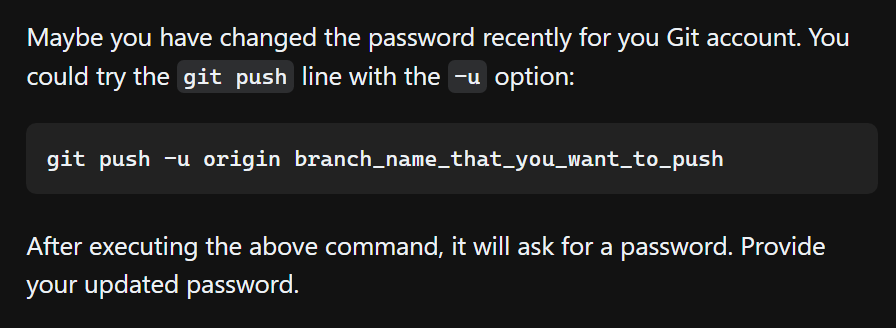 Maybe you have changed the password recently for you Git account. You
could try the git push line with the -u option:
git push -u origin branch_name_that_you_want_to_push
After executing the above command, it will ask for a password. Provide
your updated password.